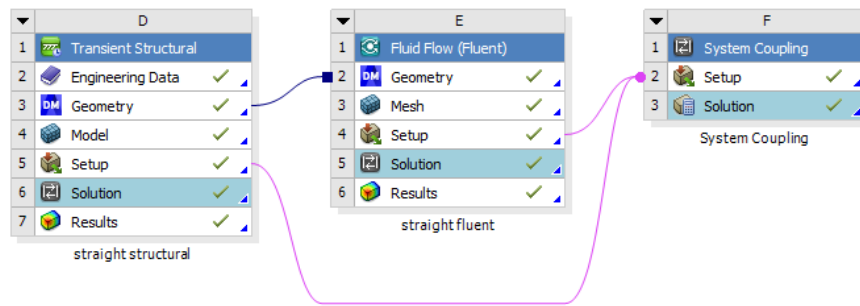 D
1 Transient Structural
2 Engineering Data
3 DM Geometry
4 Model
5 Setup
6 Solution
7 Results
straight structural
E
1 Fluid Flow (Fluent)
2 DM Geometry
3 Mesh
4 Setup
5 Solution
6 Results
straight fluent
F
1 System Coupling
2 Setup
3 Solution
System Coupling